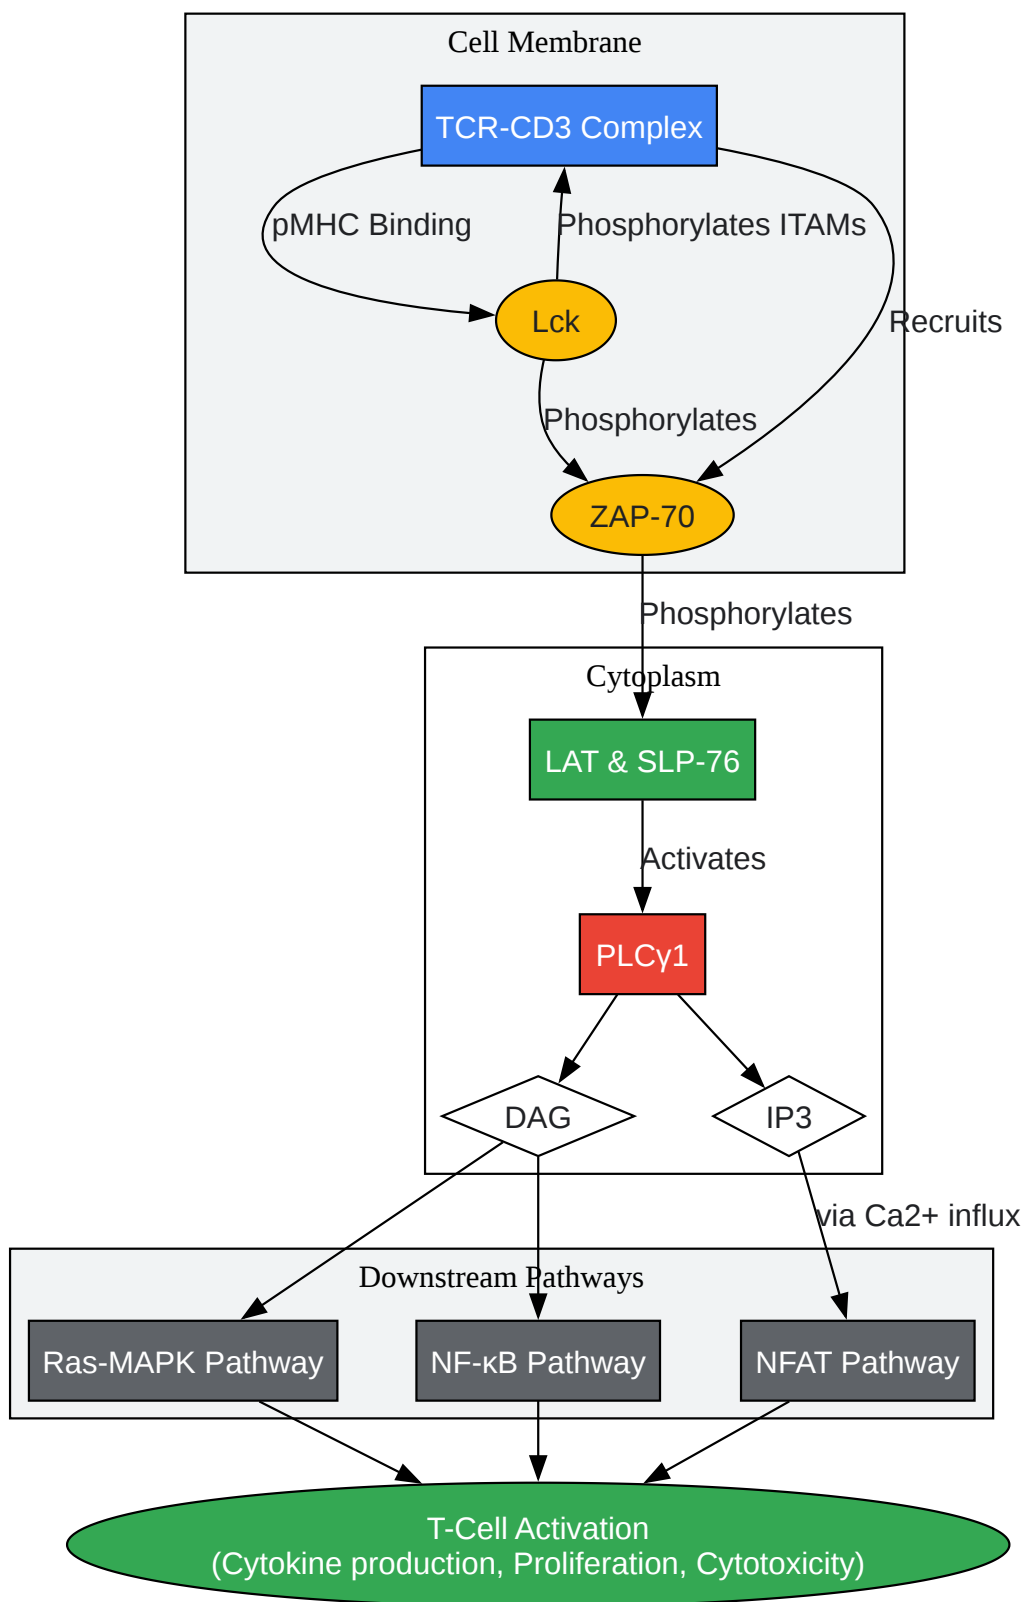 Cell Membrane
TCR-CD3 Complex
pMHC Binding
Phosphorylates ITAMs
Lck
Recruits
Phosphorylates
ZAP-70
Phosphorylates
Cytoplasm
LAT & SLP-76
Activates
PLCγ1
DAG
IP3
via Ca2+ influx
Downstream Pathways
Ras-MAPK Pathway
NF-κB Pathway
NFAT Pathway
T-Cell Activation
(Cytokine production, Proliferation, Cytotoxicity)